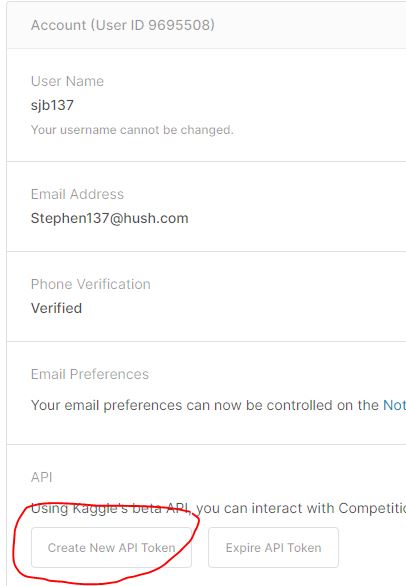 Account (User ID 9695508)
User Name
sjb137
Your username cannot be changed.
Email Address
Stephen137@hush.com
Phone Verification
Verified
Email Preferences
Your email preferences can now be controlled on the Not
API
Using Kaggle's beta API, you can interact with Competitio
Create New API Token
Expire API Token